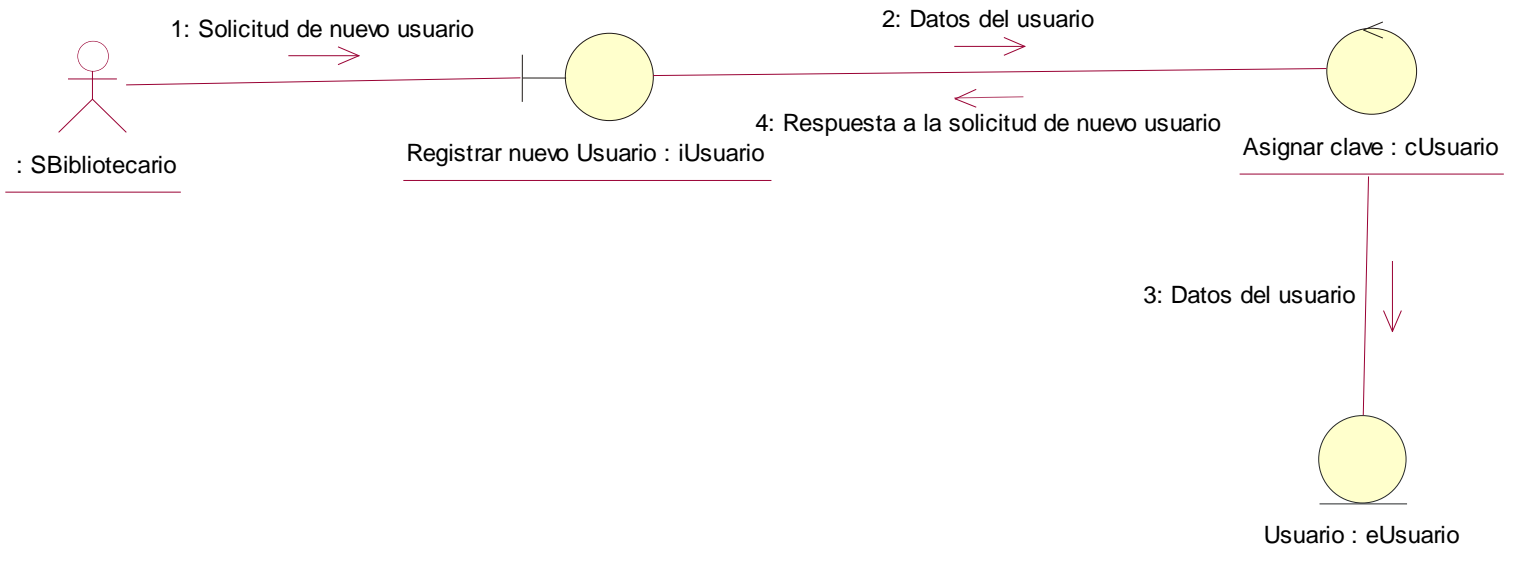 1: Solicitud de nuevo usuario
2: Datos del usuario
4: Respuesta a la solicitud de nuevo usuario
: SBibliotecario
Registrar nuevo Usuario : iUsuario
Asignar clave : cUsuario
3: Datos del usuario
Usuario : eUsuario